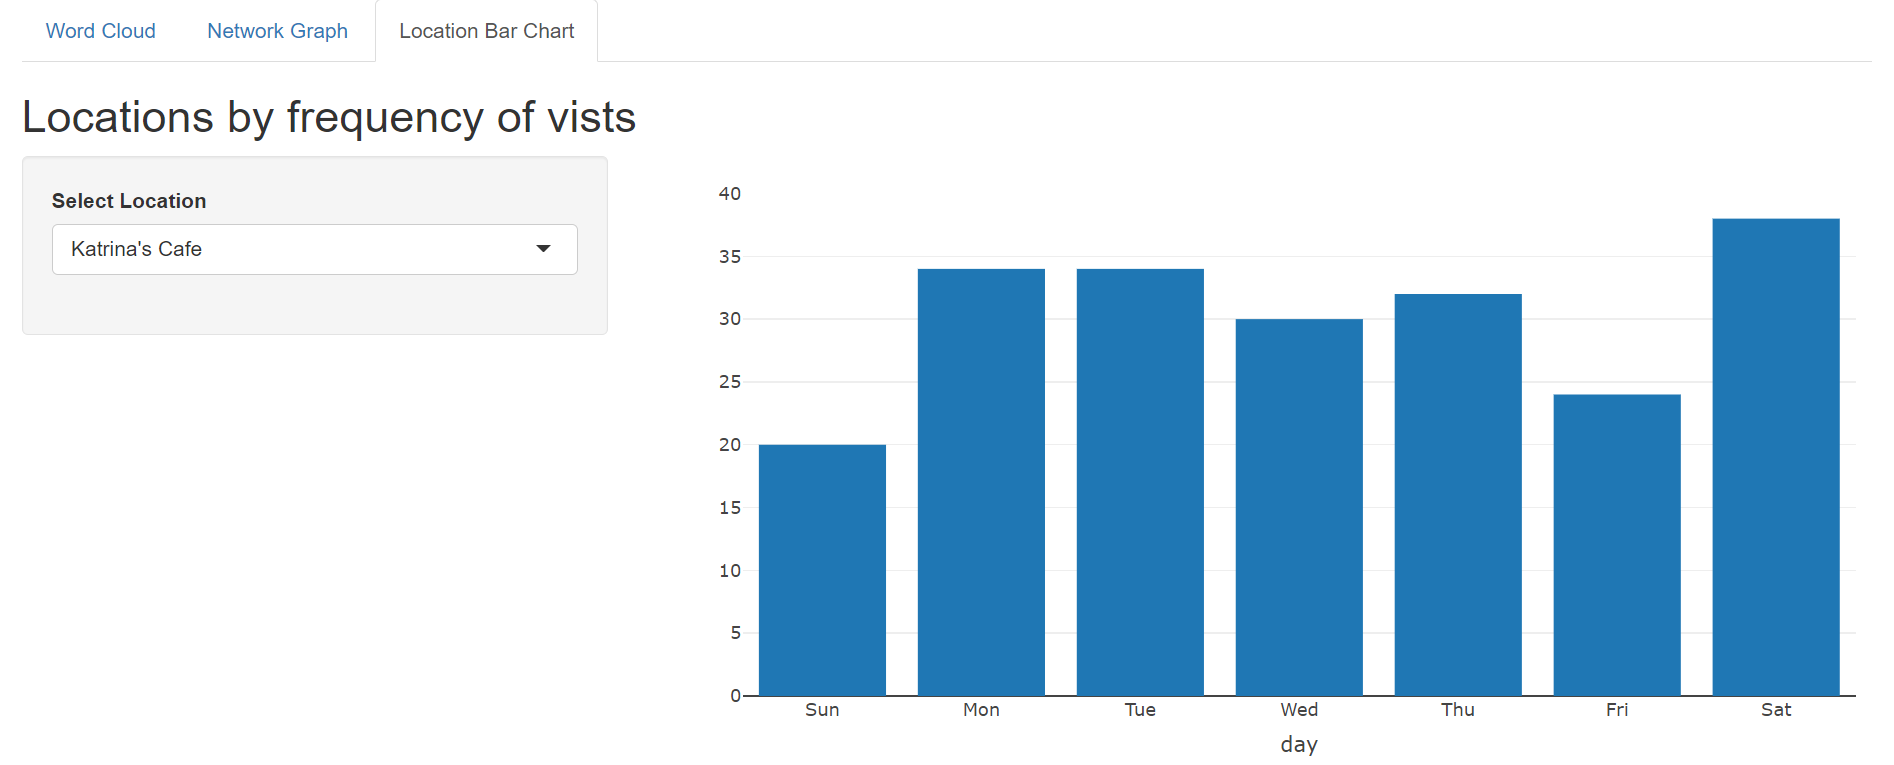 Word Cloud Network Graph Location Bar Chart
Locations by frequency of vists
Select Location
Katrina's Cafe
40
35
30
25
20
15
10
5
0
Sun Mon Tue Wed Thu Fri Sat
day